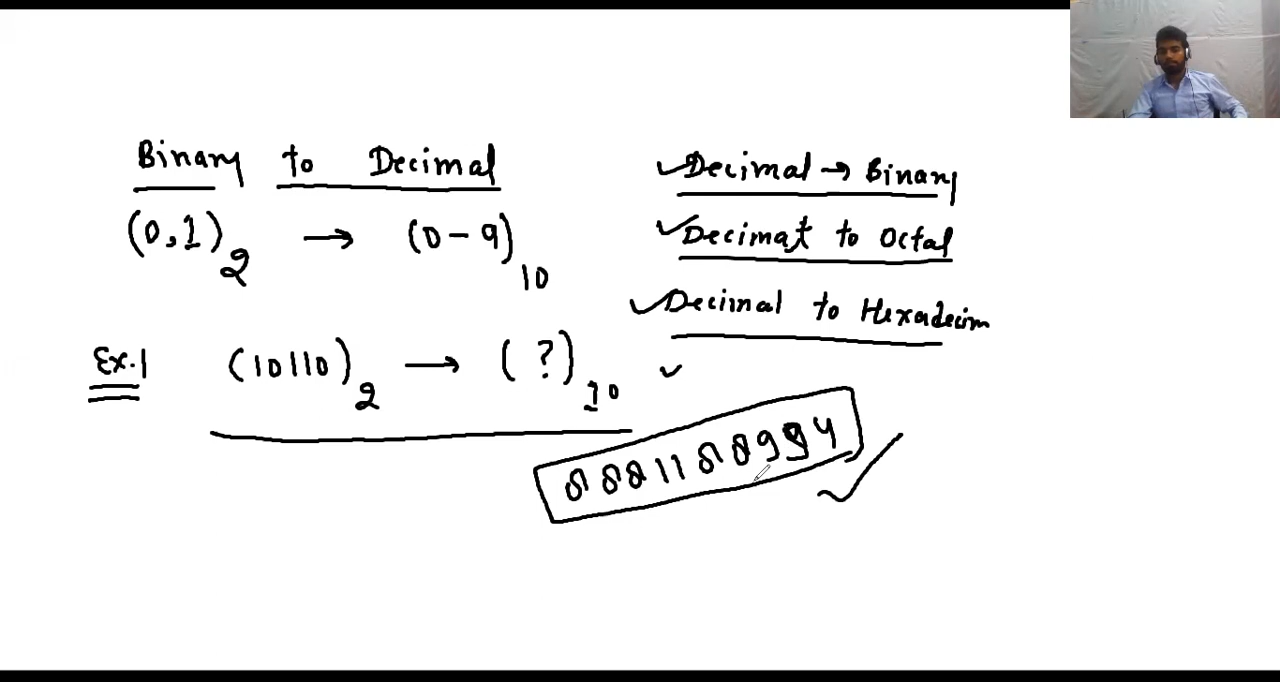 Binary to Decimal
(0,1)2 → (0-9)10
Ex.1 (10110)2 → (?)10
Decimal → Binary
Decimal to Octal
Decimal to Hexadecim